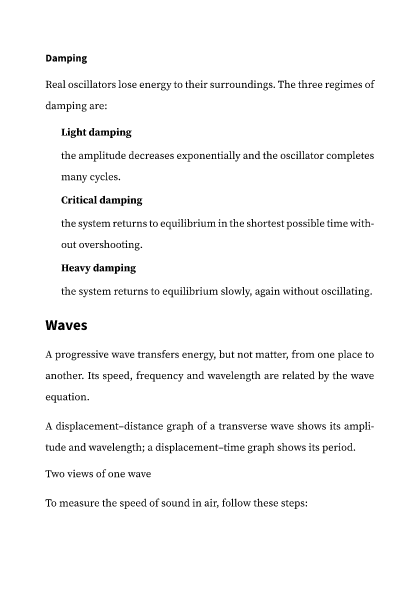 Damping
Real oscillators lose energy to their surroundings. The three regimes of
damping are:
Light damping
the amplitude decreases exponentially and the oscillator completes
many cycles.
Critical damping
the system returns to equilibrium in the shortest possible time with-
out overshooting.
Heavy damping
the system returns to equilibrium slowly, again without oscillating.
Waves
A progressive wave transfers energy, but not matter, from one place to
another. Its speed, frequency and wavelength are related by the wave
equation.
A displacement–distance graph of a transverse wave shows its ampli-
tude and wavelength; a displacement–time graph shows its period.
Two views of one wave
To measure the speed of sound in air, follow these steps: